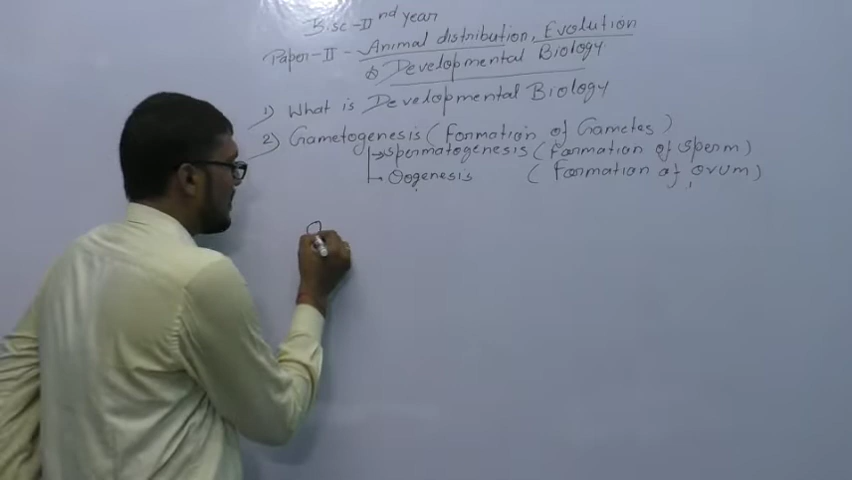 B.sc-II nd year
Paper-II - Animal distribution, Evolution
& Developmental Biology
1) What is Developmental Biology
2) Gametogenesis (Formation of Gametes)
→ Spermatogenesis (Formation of sperm)
→ Oogenesis (Formation of ovum)